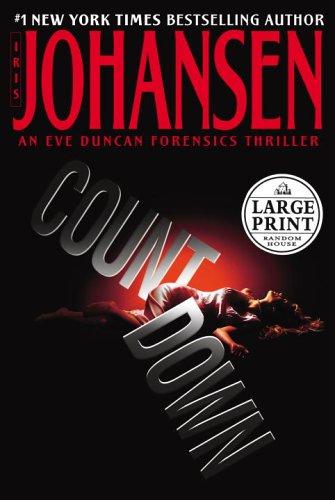 #1 NEW YORK TIMES BESTSELLING AUTHOR
IRIS
JOHANSEN
AN EVE DUNCAN FORENSICS THRILLER
COUNT
DOWN
LARGE
PRINT
RANDOM
HOUSE